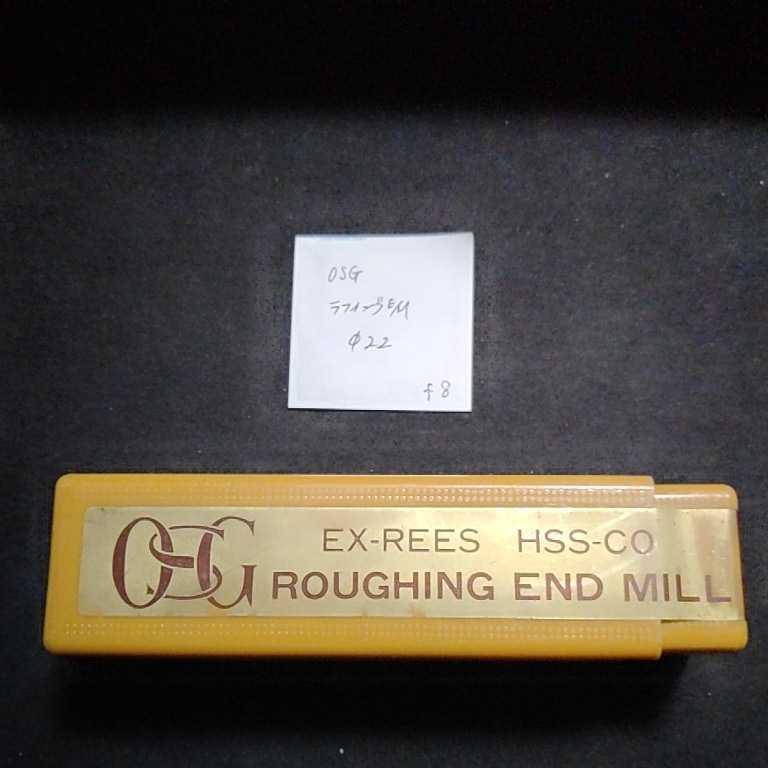 OSG
ラフィングEM
φ22
f8
OSG
EX-REES HSS-CO
ROUGHING END MILL